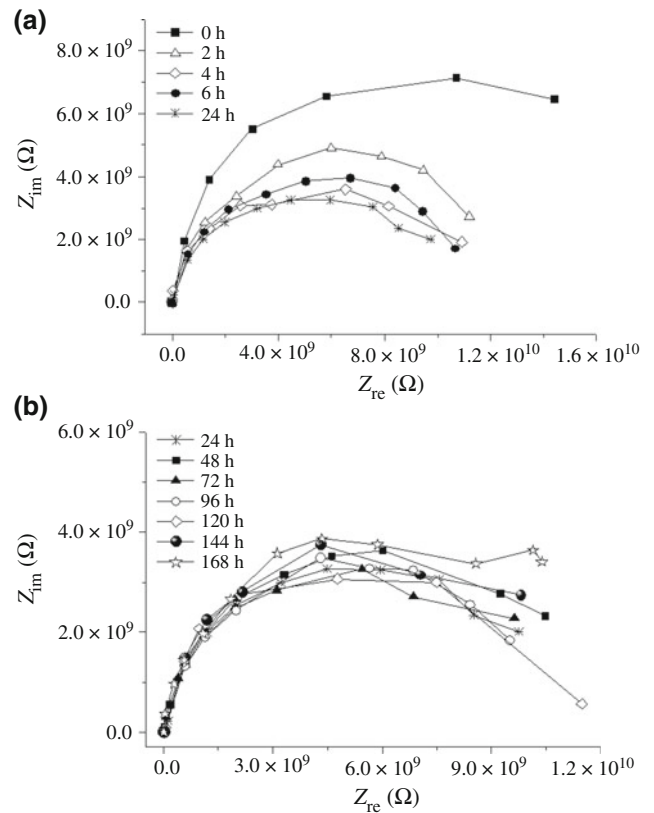 (a)
0 h
2 h
4 h
6 h
24 h
8.0 × 10⁹
6.0 × 10⁹
4.0 × 10⁹
2.0 × 10⁹
0.0
Z_im (Ω)
0.0
4.0 × 10⁹
8.0 × 10⁹
1.2 × 10¹⁰
1.6 × 10¹⁰
Z_re (Ω)
(b)
24 h
48 h
72 h
96 h
120 h
144 h
168 h
6.0 × 10⁹
4.0 × 10⁹
2.0 × 10⁹
0.0
Z_im (Ω)
0.0
3.0 × 10⁹
6.0 × 10⁹
9.0 × 10⁹
1.2 × 10¹⁰
Z_re (Ω)